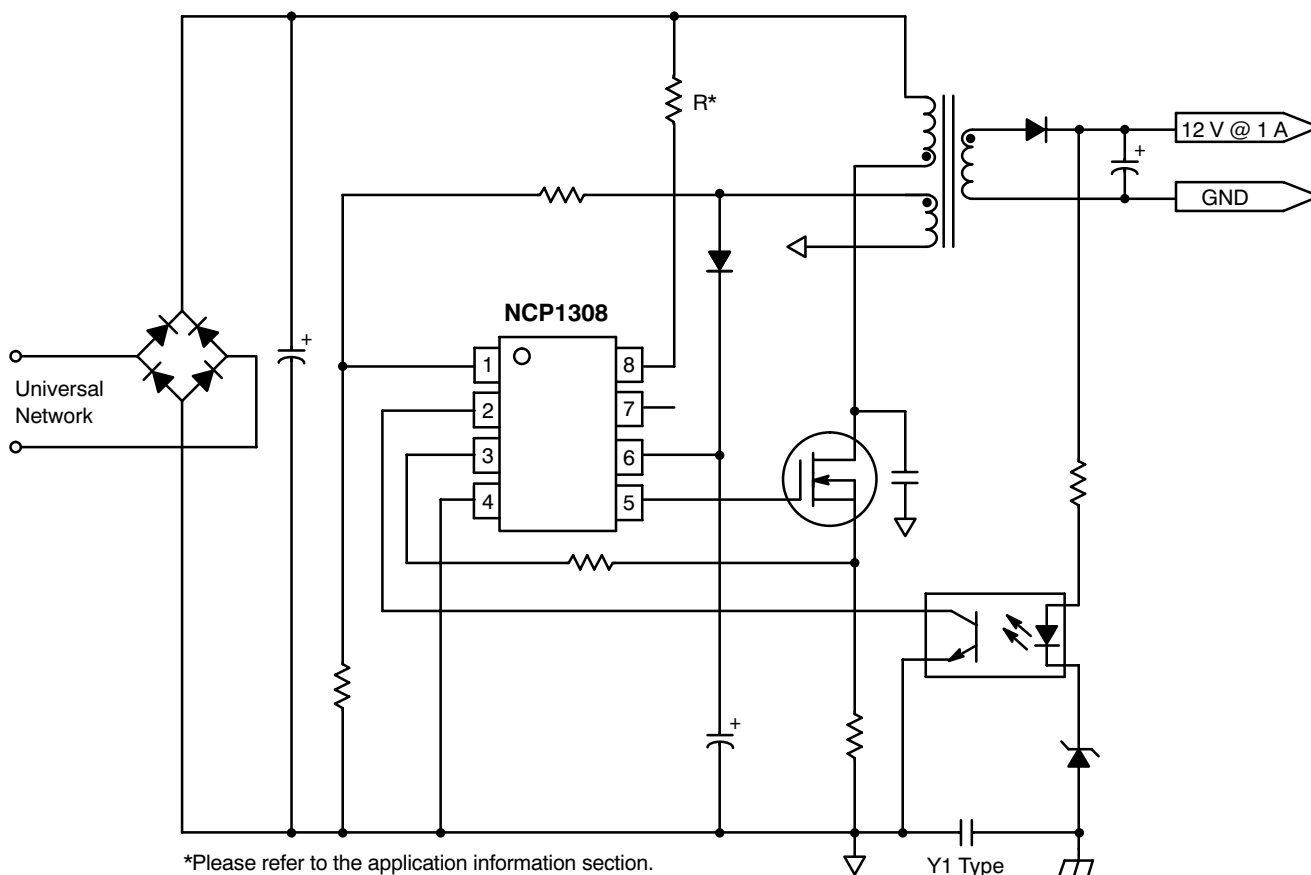 R*
12 V @ 1 A
+
GND
NCP1308
+
1
8
Universal
Network
2
7
3
6
4
5
+
*Please refer to the application information section.
Y1 Type